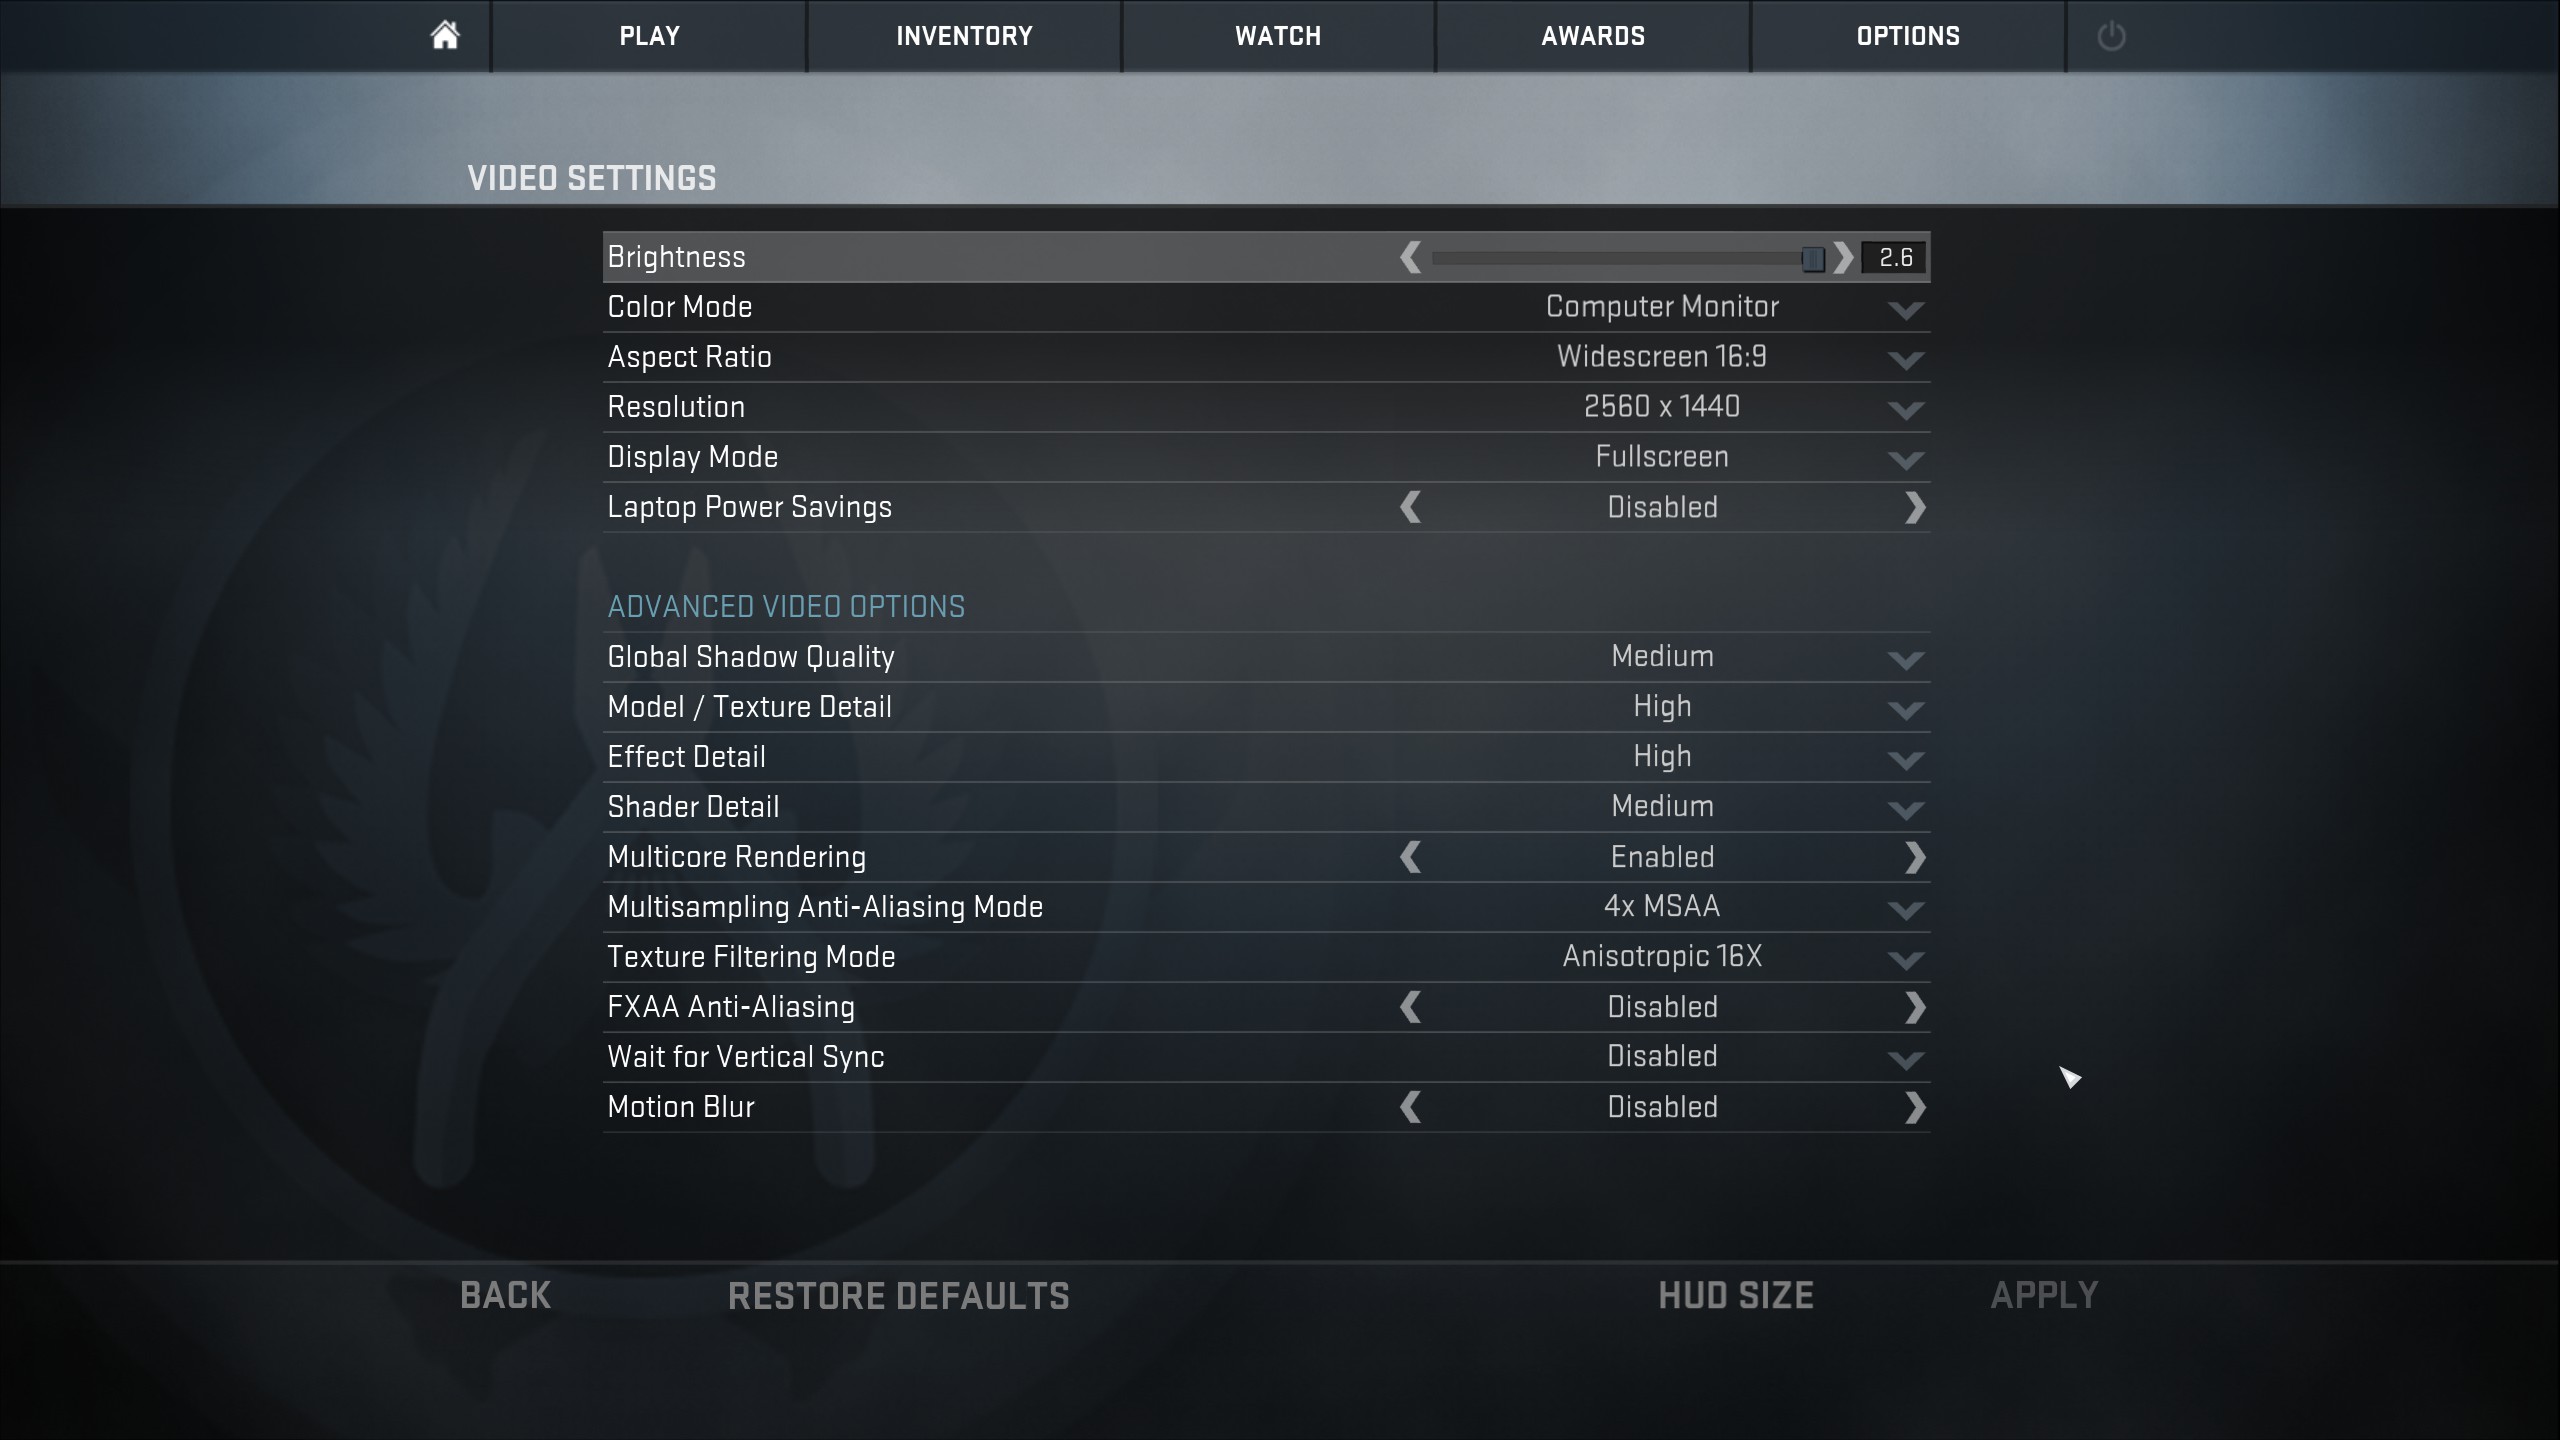 PLAY INVENTORY WATCH AWARDS OPTIONS
VIDEO SETTINGS
Brightness 2.6
Color Mode Computer Monitor
Aspect Ratio Widescreen 16:9
Resolution 2560 x 1440
Display Mode Fullscreen
Laptop Power Savings Disabled
ADVANCED VIDEO OPTIONS
Global Shadow Quality Medium
Model / Texture Detail High
Effect Detail High
Shader Detail Medium
Multicore Rendering Enabled
Multisampling Anti-Aliasing Mode 4x MSAA
Texture Filtering Mode Anisotropic 16X
FXAA Anti-Aliasing Disabled
Wait for Vertical Sync Disabled
Motion Blur Disabled
BACK RESTORE DEFAULTS HUD SIZE APPLY